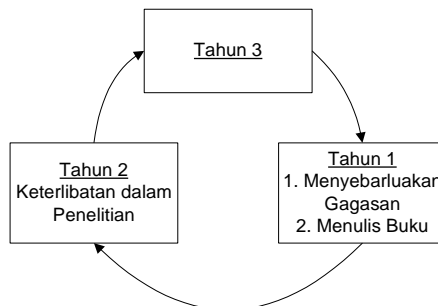 Tahun 3
Tahun 2
Keterlibatan dalam
Penelitian
Tahun 1
1. Menyebarluakan
Gagasan
2. Menulis Buku